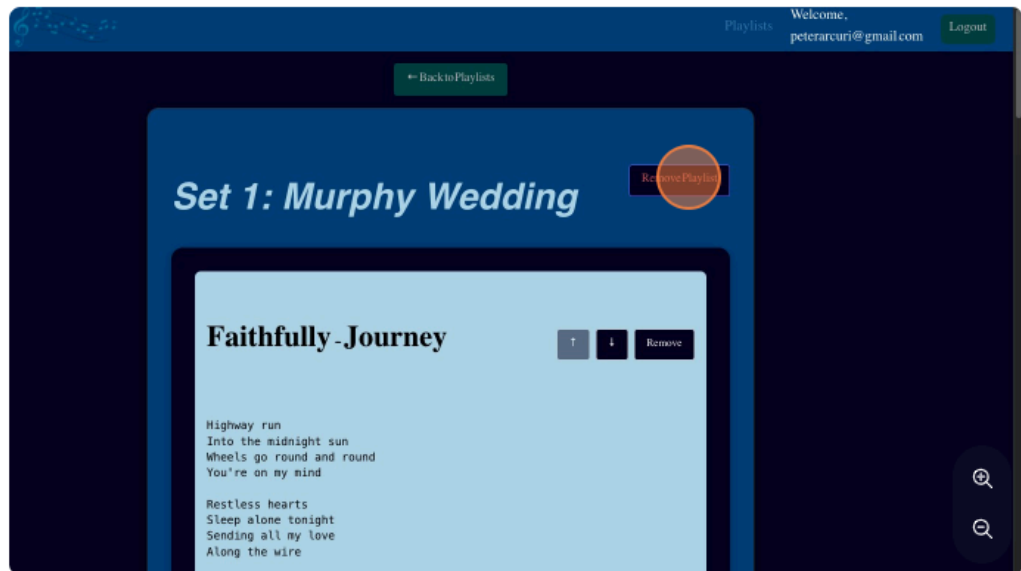 Playlists
Welcome,
peterarcuri@gmail.com
Logout
← Back to Playlists
Set 1: Murphy Wedding
Remove Playlist
Faithfully - Journey
↑
↓
Remove
Highway run
Into the midnight sun
Wheels go round and round
You're on my mind
Restless hearts
Sleep alone tonight
Sending all my love
Along the wire